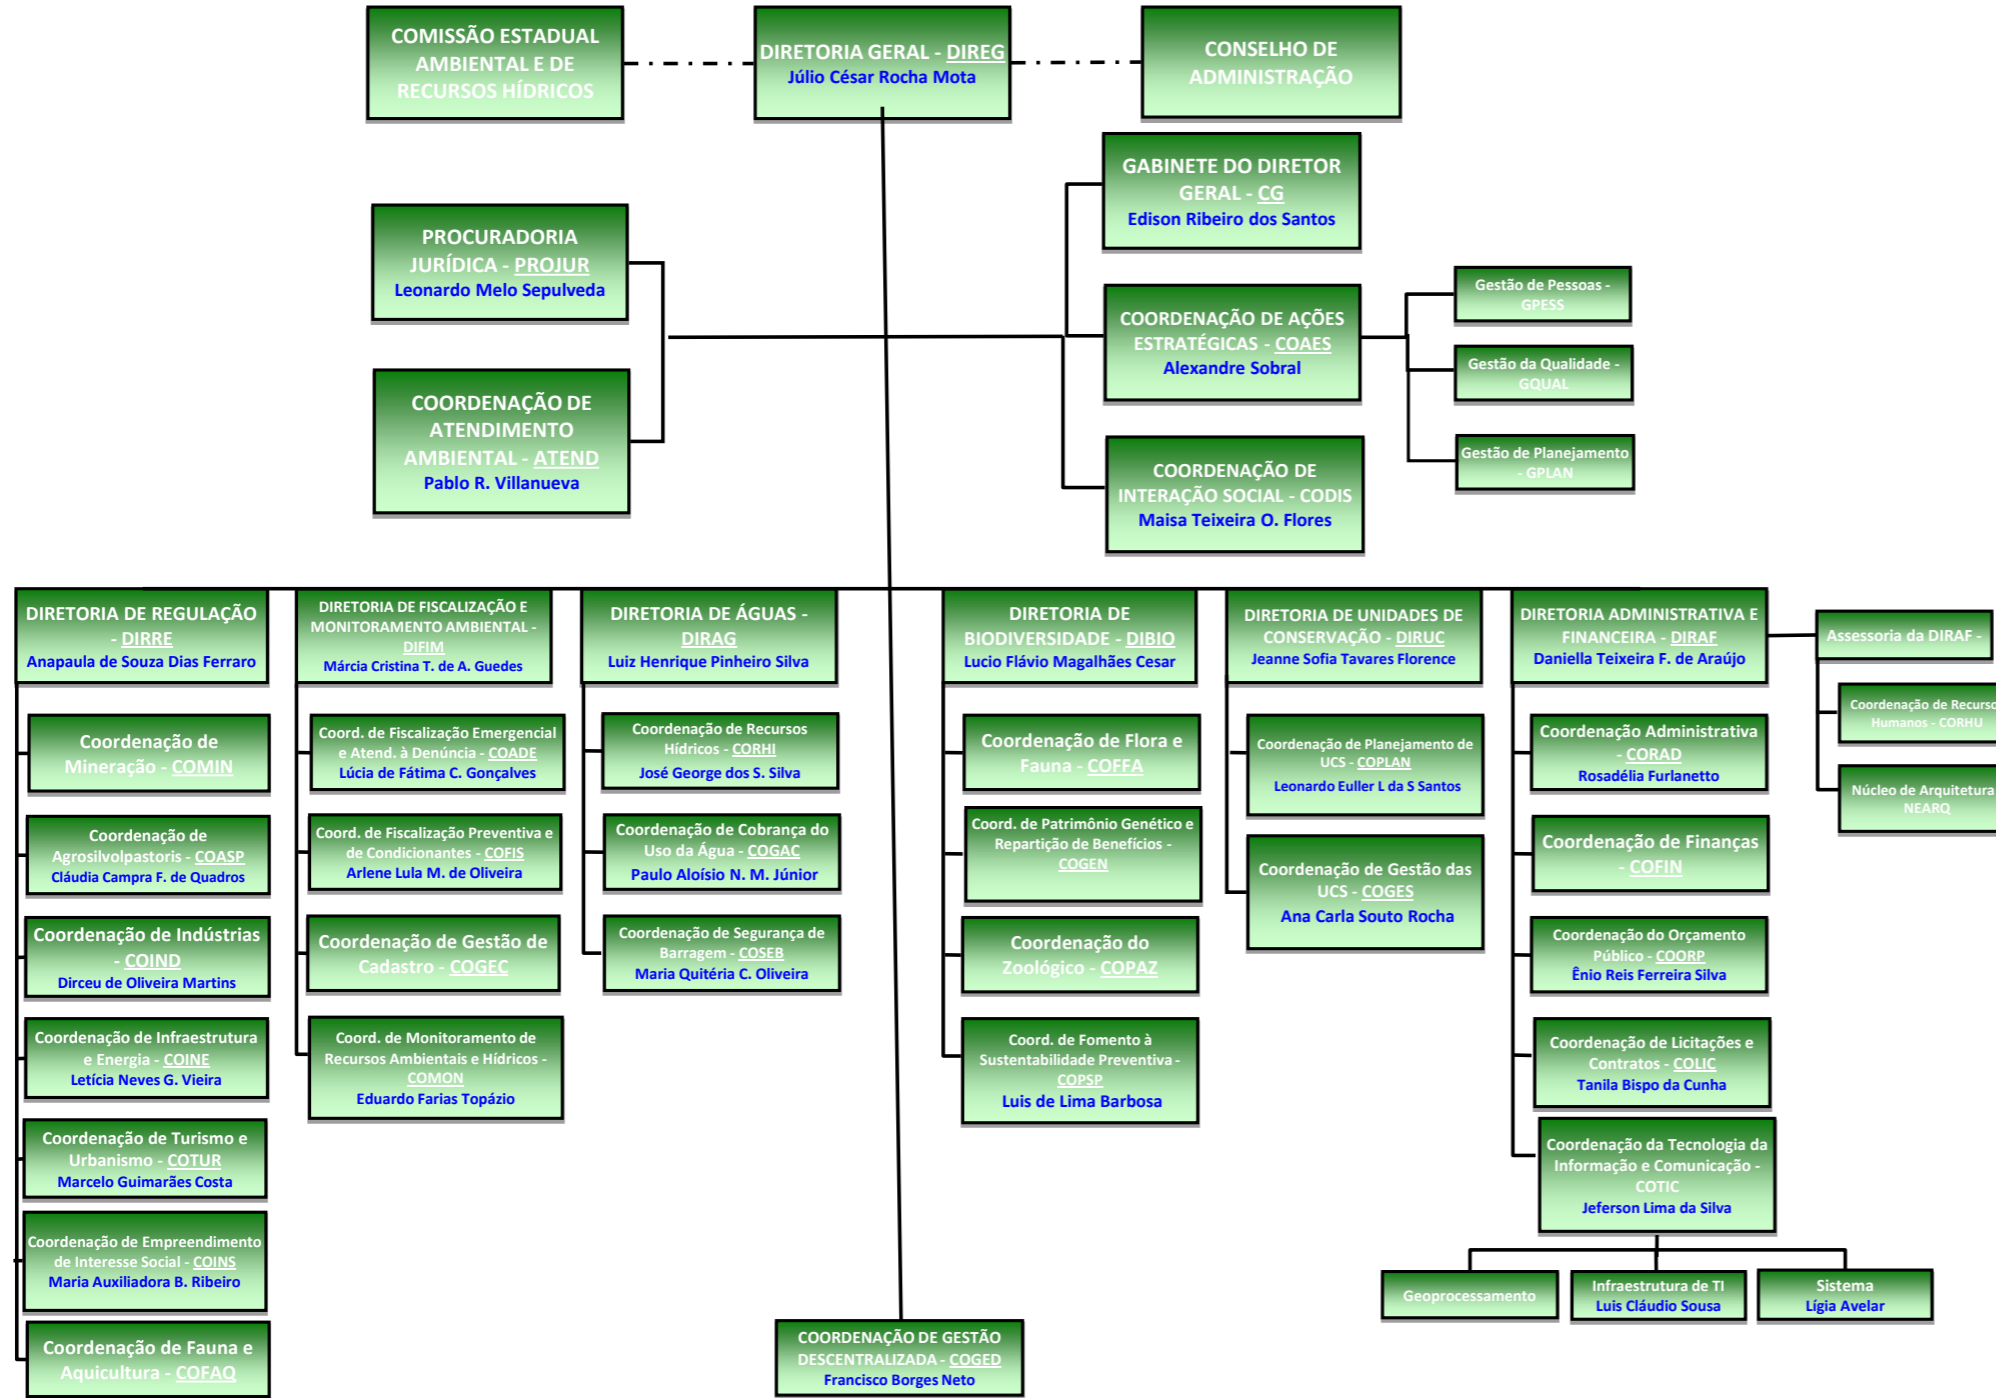 COMISSÃO ESTADUAL
AMBIENTAL E DE
RECURSOS HÍDRICOS
DIRETORIA GERAL - DIREG
Júlio César Rocha Mota
CONSELHO DE
ADMINISTRAÇÃO
GABINETE DO DIRETOR
GERAL - CG
Edison Ribeiro dos Santos
PROCURADORIA
JURÍDICA - PROJUR
Leonardo Melo Sepulveda
COORDENAÇÃO DE AÇÕES
ESTRATÉGICAS - COAES
Alexandre Sobral
Gestão de Pessoas -
GPESS
Gestão da Qualidade -
GQUAL
Gestão de Planejamento
- GPLAN
COORDENAÇÃO DE
ATENDIMENTO
AMBIENTAL - ATEND
Pablo R. Villanueva
COORDENAÇÃO DE
INTERAÇÃO SOCIAL - CODIS
Maisa Teixeira O. Flores
DIRETORIA DE REGULAÇÃO
- DIRRE
Anapaula de Souza Dias Ferraro
Coordenação de
Mineração - COMIN
Coordenação de
Agrosilvolpastoris - COASP
Cláudia Campra F. de Quadros
Coordenação de Indústrias
- COIND
Dirceu de Oliveira Martins
Coordenação de Infraestrutura
e Energia - COINE
Letícia Neves G. Vieira
Coordenação de Turismo e
Urbanismo - COTUR
Marcelo Guimarães Costa
Coordenação de Empreendimento
de Interesse Social - COINS
Maria Auxiliadora B. Ribeiro
Coordenação de Fauna e
Aquicultura - COFAQ
DIRETORIA DE FISCALIZAÇÃO E
MONITORAMENTO AMBIENTAL -
DIFIM
Márcia Cristina T. de A. Guedes
Coord. de Fiscalização Emergencial
e Atend. à Denúncia - COADE
Lúcia de Fátima C. Gonçalves
Coord. de Fiscalização Preventiva e
de Condicionantes - COFIS
Arlene Lula M. de Oliveira
Coordenação de Gestão de
Cadastro - COGEC
Coord. de Monitoramento de
Recursos Ambientais e Hídricos -
COMON
Eduardo Farias Topázio
DIRETORIA DE ÁGUAS -
DIRAG
Luiz Henrique Pinheiro Silva
Coordenação de Recursos
Hídricos - CORHI
José George dos S. Silva
Coordenação de Cobrança do
Uso da Água - COGAC
Paulo Aloísio N. M. Júnior
Coordenação de Segurança de
Barragem - COSEB
Maria Quitéria C. Oliveira
DIRETORIA DE
BIODIVERSIDADE - DIBIO
Lucio Flávio Magalhães Cesar
Coordenação de Flora e
Fauna - COFFA
Coord. de Patrimônio Genético e
Repartição de Benefícios -
COGEN
Coordenação do
Zoológico - COPAZ
Coord. de Fomento à
Sustentabilidade Preventiva -
COPSP
Luis de Lima Barbosa
DIRETORIA DE UNIDADES DE
CONSERVAÇÃO - DIRUC
Jeanne Sofia Tavares Florence
Coordenação de Planejamento de
UCS - COPLAN
Leonardo Euller L da S Santos
Coordenação de Gestão das
UCS - COGES
Ana Carla Souto Rocha
DIRETORIA ADMINISTRATIVA E
FINANCEIRA - DIRAF
Daniella Teixeira F. de Araújo
Coordenação Administrativa
- CORAD
Rosadélia Furlanetto
Coordenação de Finanças
- COFIN
Coordenação do Orçamento
Público - COORP
Ênio Reis Ferreira Silva
Coordenação de Licitações e
Contratos - COLIC
Tanila Bispo da Cunha
Coordenação da Tecnologia da
Informação e Comunicação -
COTIC
Jeferson Lima da Silva
Geoprocessamento
Infraestrutura de TI
Luis Cláudio Sousa
Sistema
Lígia Avelar
Assessoria da DIRAF -
Coordenação de Recurso
Humanos - CORHU
Núcleo de Arquitetura
NEARQ
COORDENAÇÃO DE GESTÃO
DESCENTRALIZADA - COGED
Francisco Borges Neto